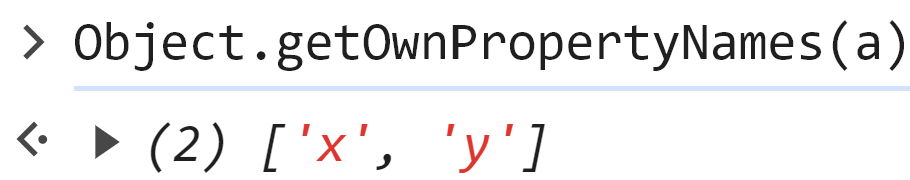 > Object.getOwnPropertyNames(a)
(2) ['x', 'y']